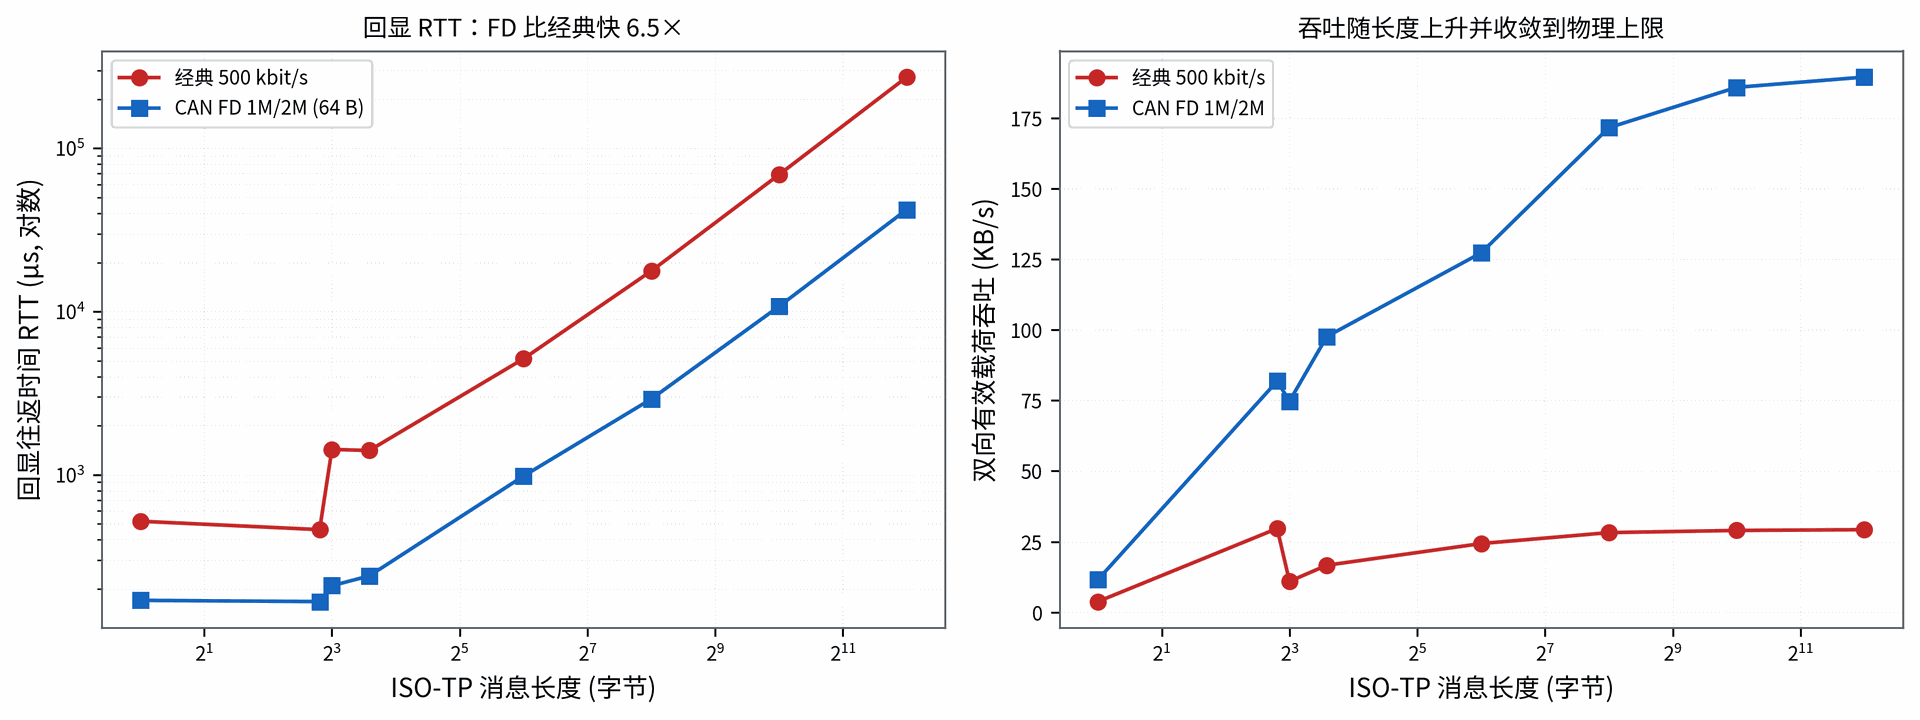 回显 RTT：FD 比经典快 6.5×
经典 500 kbit/s
CAN FD 1M/2M (64 B)
回显往返时间 RTT (µs, 对数)
10⁵
10⁴
10³
2¹
2³
2⁵
2⁷
2⁹
2¹¹
ISO-TP 消息长度 (字节)
吞吐随长度上升并收敛到物理上限
经典 500 kbit/s
CAN FD 1M/2M
双向有效载荷吞吐 (KB/s)
175
150
125
100
75
50
25
0
2¹
2³
2⁵
2⁷
2⁹
2¹¹
ISO-TP 消息长度 (字节)